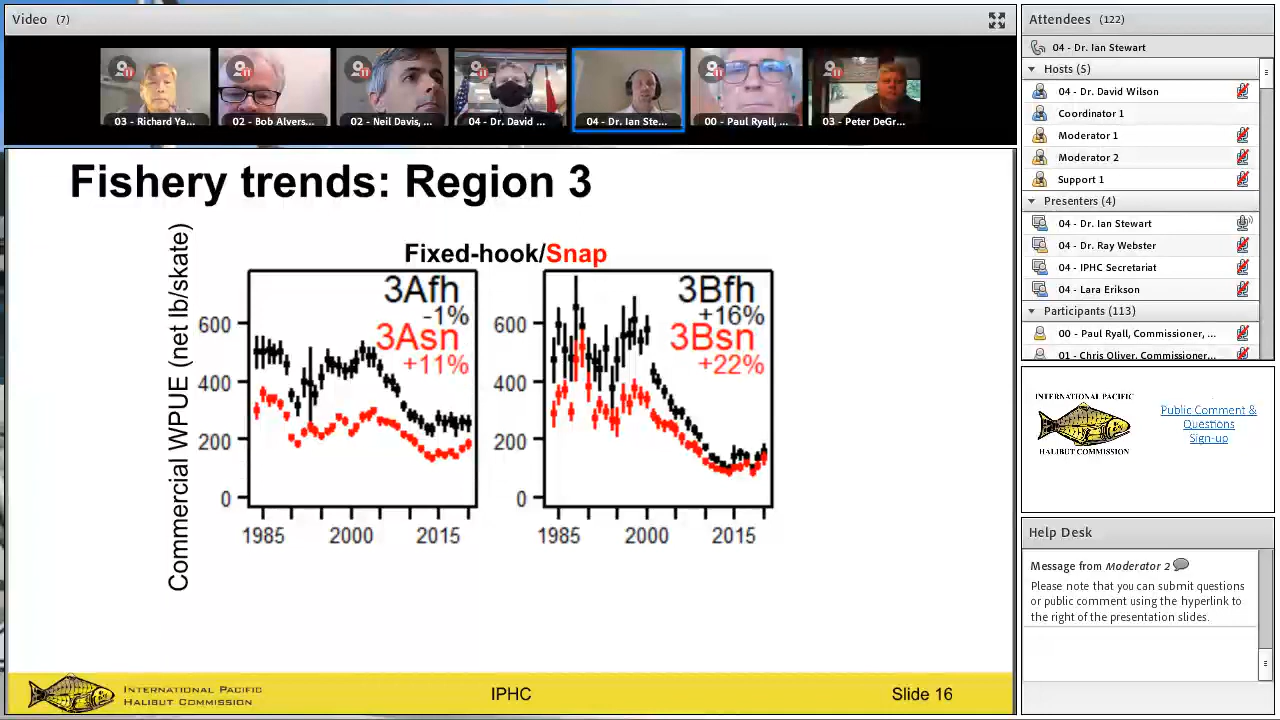 Video (7)
03 - Richard Ya...
02 - Bob Alvers...
02 - Neil Davis, ...
04 - Dr. David ...
04 - Dr. Ian Ste...
00 - Paul Ryall, ...
03 - Peter DeGr...
Fishery trends: Region 3
Fixed-hook/Snap
Commercial WPUE (net lb/skate)
3Afh
-1%
3Asn
+11%
600
400
200
0
1985 2000 2015
3Bfh
+16%
3Bsn
+22%
600
400
200
0
1985 2000 2015
INTERNATIONAL PACIFIC
HALIBUT COMMISSION
IPHC
Slide 16
Attendees (122)
04 - Dr. Ian Stewart
Hosts (5)
04 - Dr. David Wilson
Coordinator 1
Moderator 1
Moderator 2
Support 1
Presenters (4)
04 - Dr. Ian Stewart
04 - Dr. Ray Webster
04 - IPHC Secretariat
04 - Lara Erikson
Participants (113)
00 - Paul Ryall, Commissioner, ...
INTERNATIONAL PACIFIC
HALIBUT COMMISSION
Public Comment &
Questions
Sign-up
Help Desk
Message from Moderator 2
Please note that you can submit questions
or public comment using the hyperlink to
the right of the presentation slides.